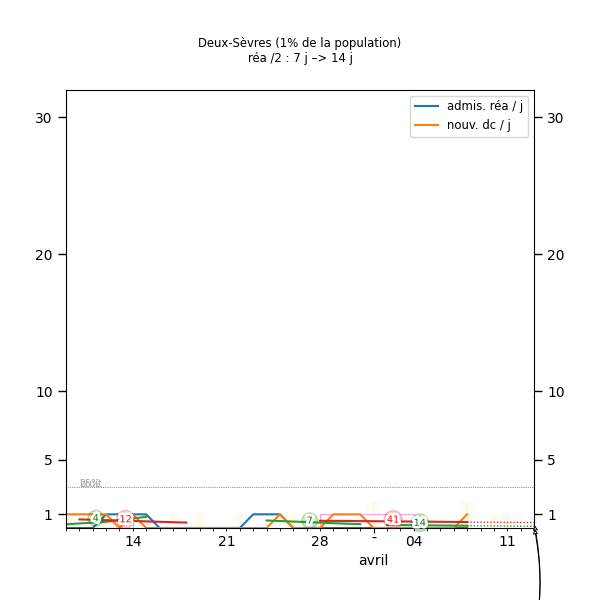 Deux-Sèvres (1% de la population)
réa /2 : 7 j –> 14 j
admis. réa / j
nouv. dc / j
30 30
20 20
10 10
5 5
1 1
4 12 7 41 14
14 21 28 - 04 11
avril